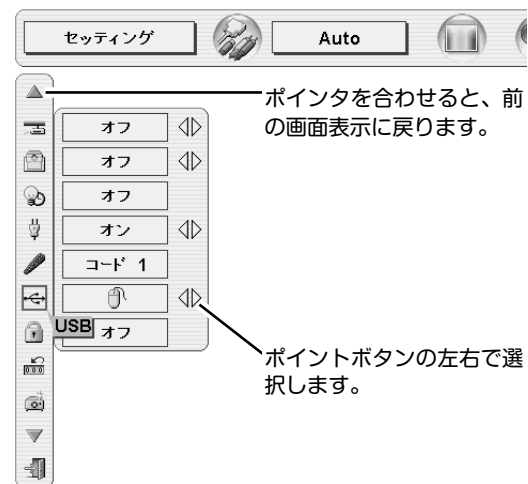 セッティング
Auto
ポインタを合わせると、前
の画面表示に戻ります。
オフ
オフ
オフ
オン
コード 1
USB
オフ
ポイントボタンの左右で選
択します。